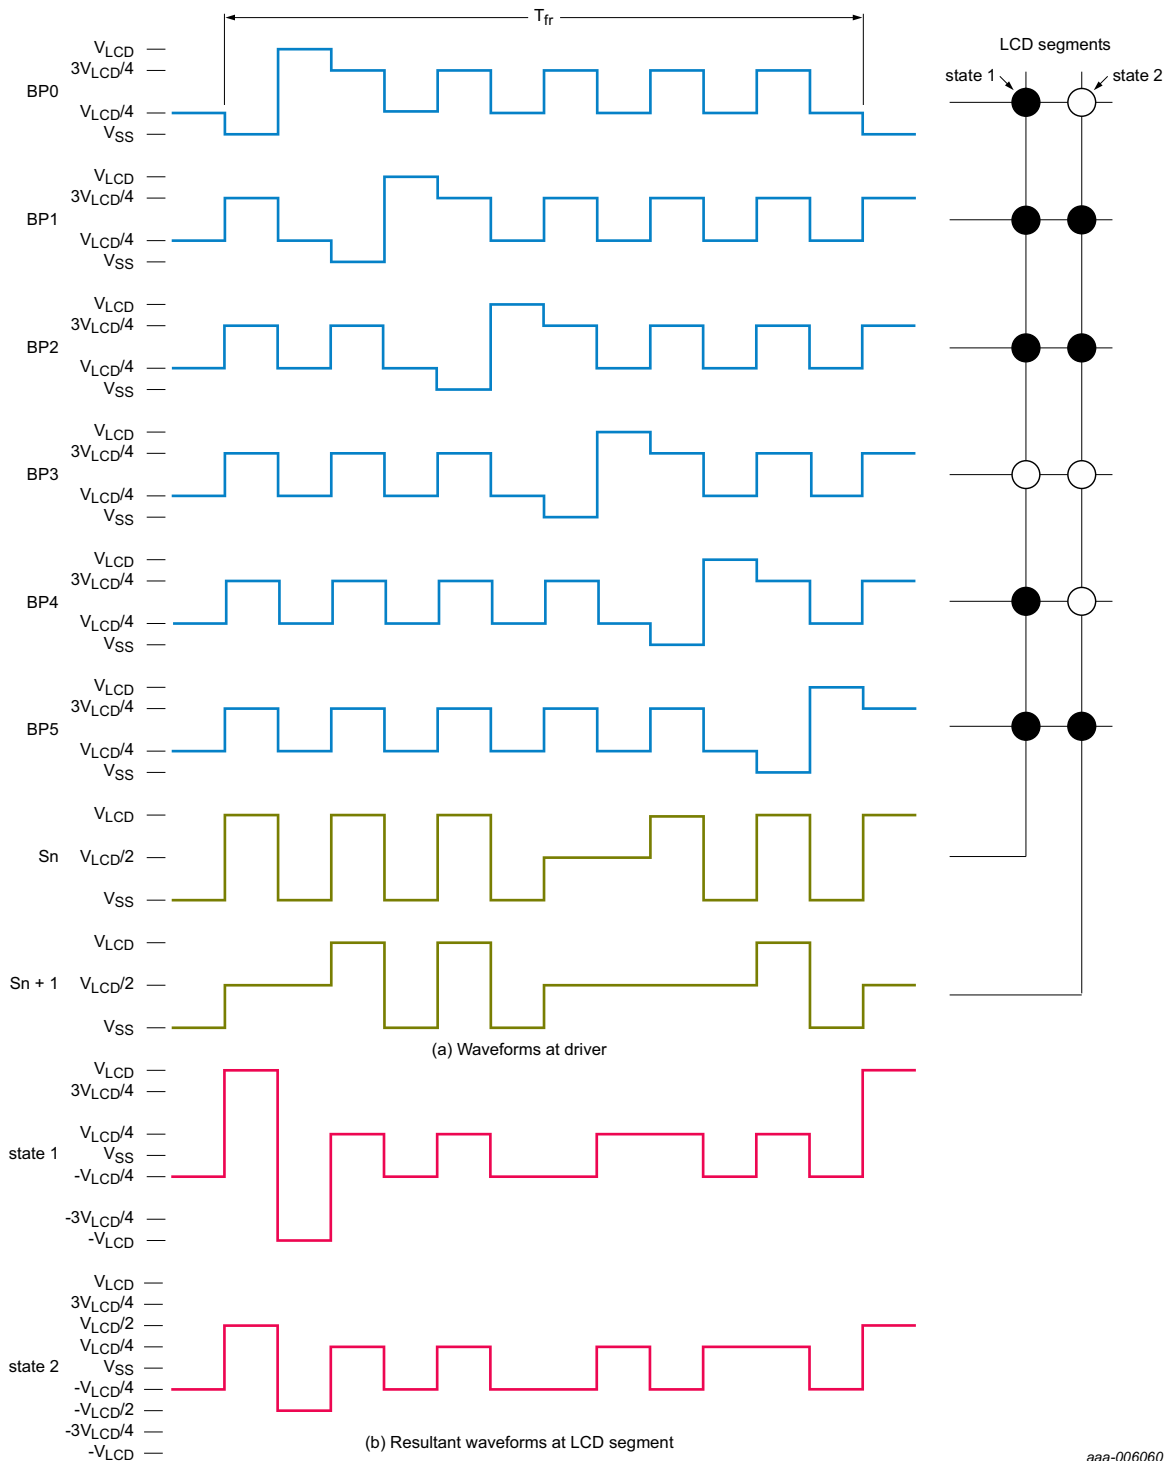 Tfr
LCD segments
state 1
state 2
BP0
VLCD
3VLCD/4
VLCD/4
VSS
BP1
VLCD
3VLCD/4
VLCD/4
VSS
BP2
VLCD
3VLCD/4
VLCD/4
VSS
BP3
VLCD
3VLCD/4
VLCD/4
VSS
BP4
VLCD
3VLCD/4
VLCD/4
VSS
BP5
VLCD
3VLCD/4
VLCD/4
VSS
Sn
VLCD
VLCD/2
VSS
Sn + 1
VLCD
VLCD/2
VSS
(a) Waveforms at driver
state 1
VLCD
3VLCD/4
VLCD/4
VSS
-VLCD/4
-3VLCD/4
-VLCD
state 2
VLCD
3VLCD/4
VLCD/2
VLCD/4
VSS
-VLCD/4
-VLCD/2
-3VLCD/4
-VLCD
(b) Resultant waveforms at LCD segment
aaa-006060